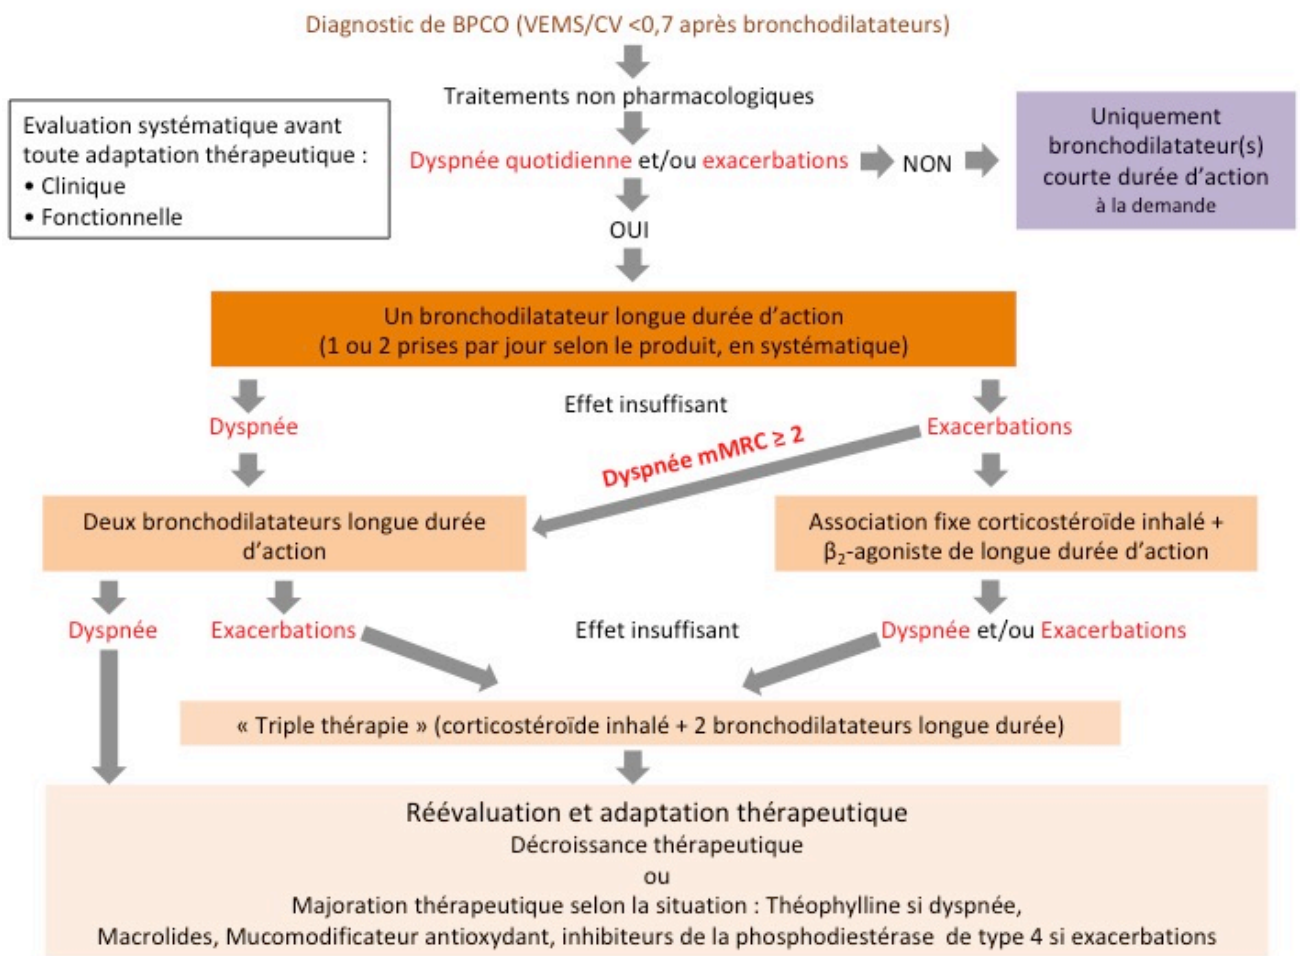 Diagnostic de BPCO (VEMS/CV <0,7 après bronchodilatateurs)
Traitements non pharmacologiques
Evaluation systématique avant
toute adaptation thérapeutique :
• Clinique
• Fonctionnelle
Dyspnée quotidienne et/ou exacerbations
NON
Uniquement
bronchodilatateur(s)
courte durée d’action
à la demande
OUI
Un bronchodilatateur longue durée d’action
(1 ou 2 prises par jour selon le produit, en systématique)
Dyspnée
Effet insuffisant
Exacerbations
Dyspnée mMRC ≥ 2
Deux bronchodilatateurs longue durée
d’action
Association fixe corticostéroïde inhalé +
β₂-agoniste de longue durée d’action
Dyspnée
Exacerbations
Effet insuffisant
Dyspnée et/ou Exacerbations
« Triple thérapie » (corticostéroïde inhalé + 2 bronchodilatateurs longue durée)
Réévaluation et adaptation thérapeutique
Décroissance thérapeutique
ou
Majoration thérapeutique selon la situation : Théophylline si dyspnée,
Macrolides, Mucomodificateur antioxydant, inhibiteurs de la phosphodiestérase de type 4 si exacerbations